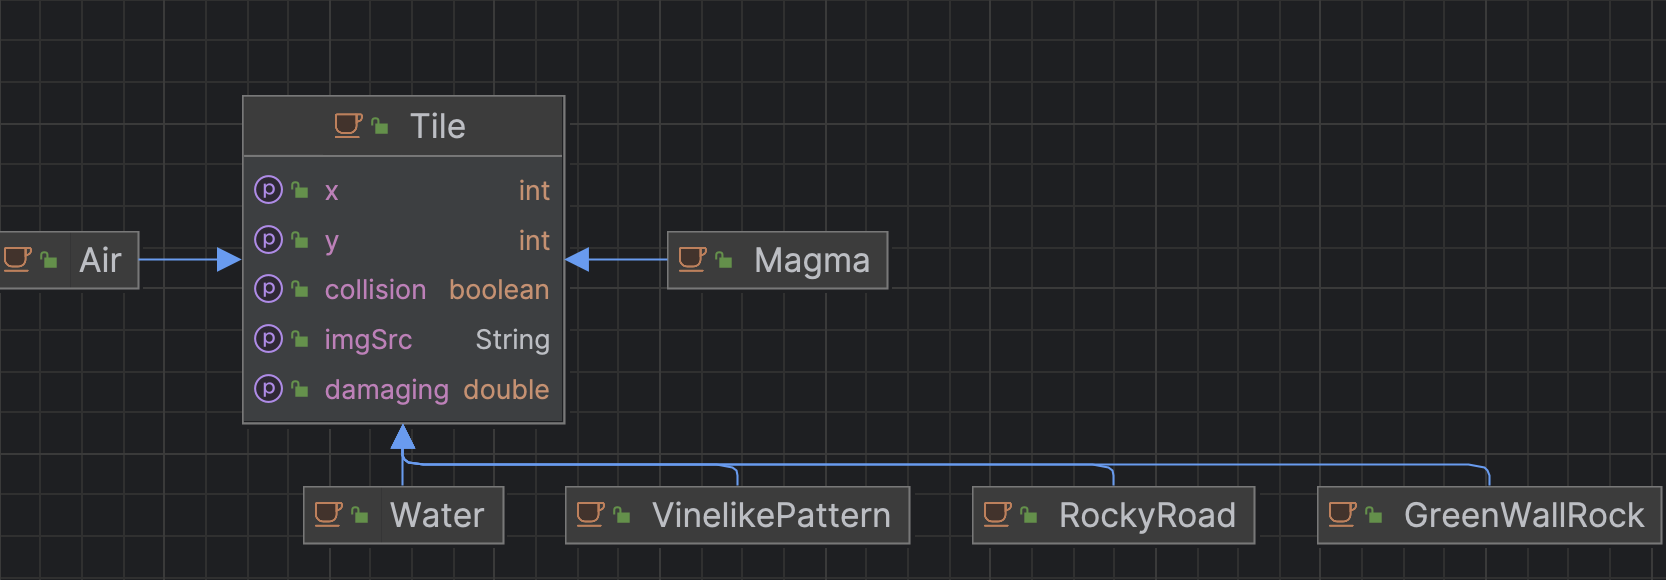 Tile
p x int
p y int
p collision boolean
p imgSrc String
p damaging double
Air
Magma
Water
VinelikePattern
RockyRoad
GreenWallRock